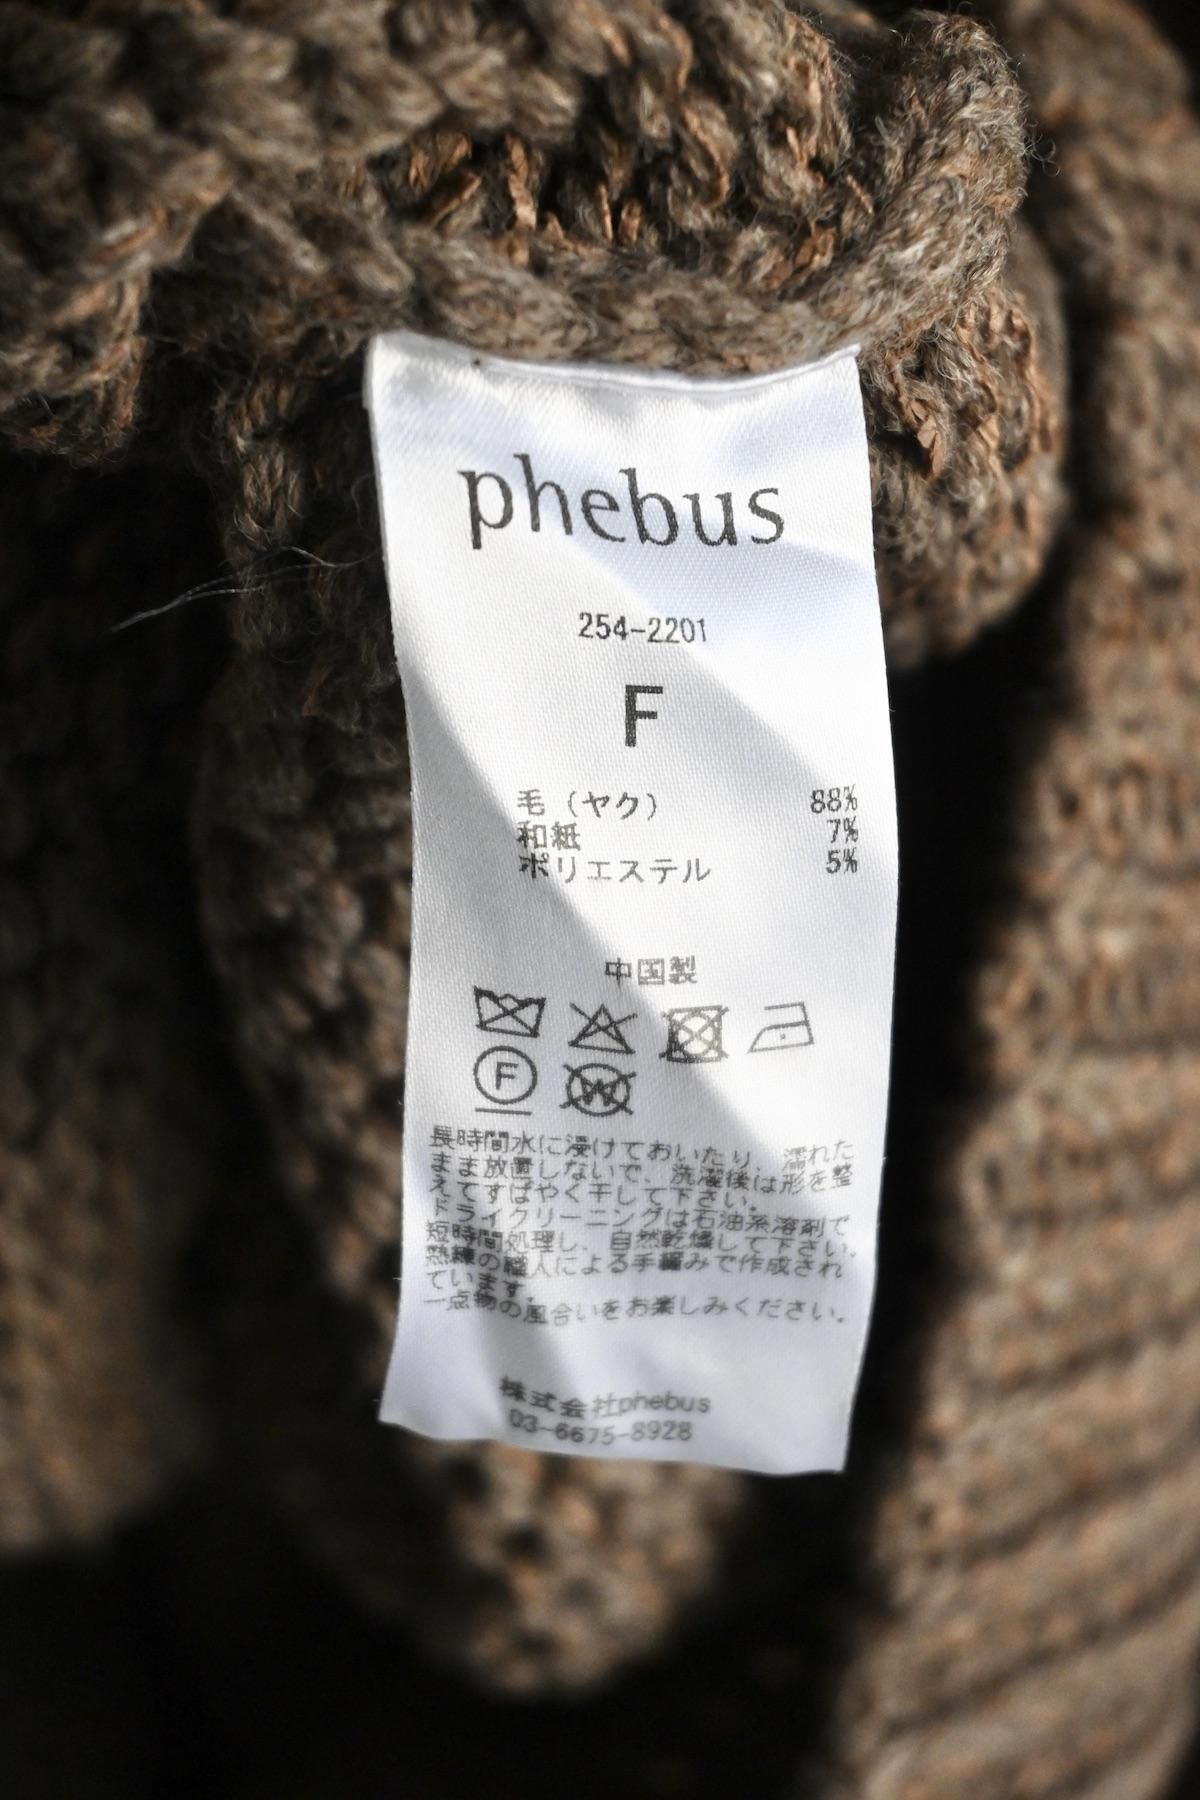 phebus
254-2201
F
毛（ヤク） 88%
和紙 7%
ポリエステル 5%
中国製
F W
長時間水に浸けておいたり、濡れた
まま放置しないで、洗濯後は形を整
えてすばやく干して下さい。
ドライクリーニングは石油系溶剤で
短時間処理し、自然乾燥して下さい。
熟練の職人による手編みで作成され
ています。
一点物の風合いをお楽しみください。
株式会社phebus
03-6675-8928